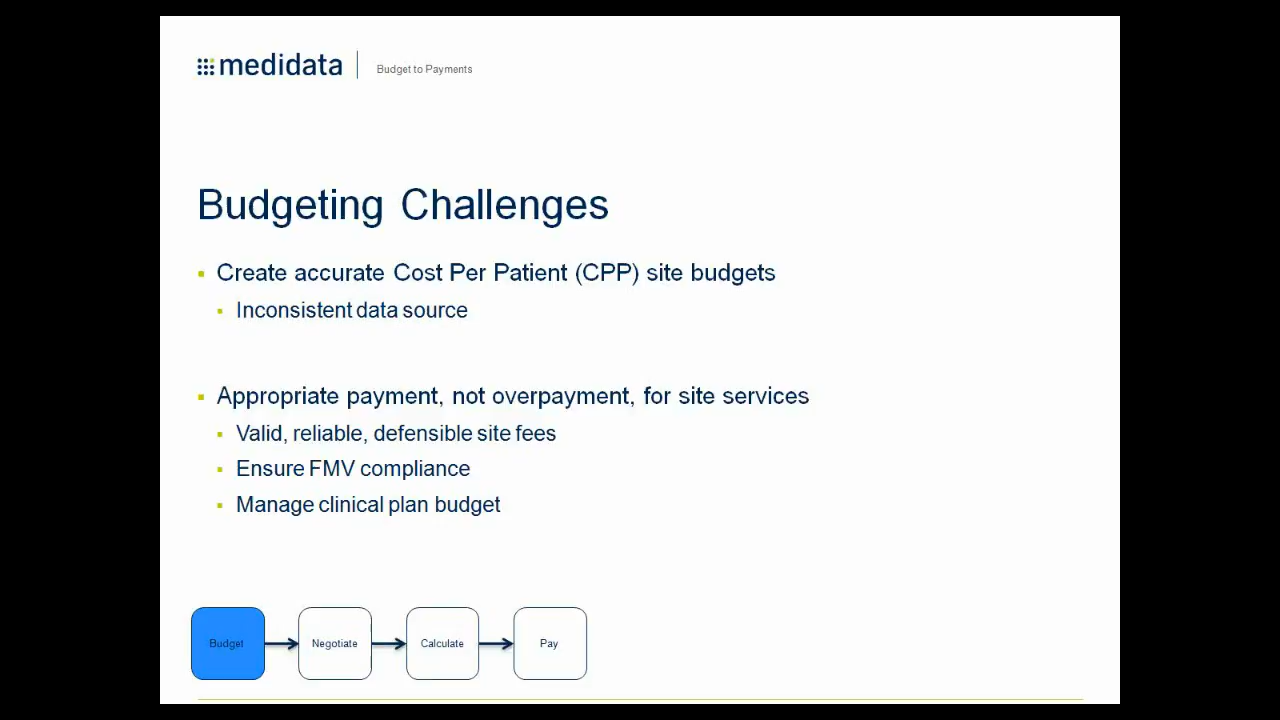 medidata
Budget to Payments
Budgeting Challenges
Create accurate Cost Per Patient (CPP) site budgets
Inconsistent data source
Appropriate payment, not overpayment, for site services
Valid, reliable, defensible site fees
Ensure FMV compliance
Manage clinical plan budget
Budget
Negotiate
Calculate
Pay